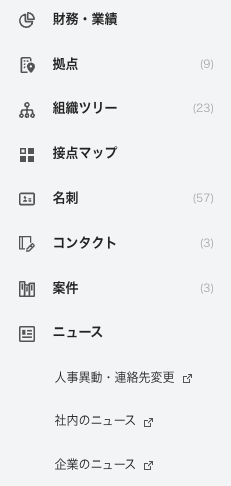 財務・業績
拠点 (9)
組織ツリー (23)
接点マップ
名刺 (57)
コンタクト (3)
案件 (3)
ニュース
人事異動・連絡先変更
社内のニュース
企業のニュース